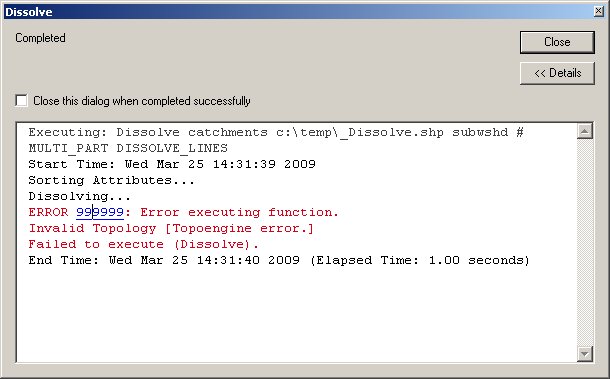 Dissolve
Completed
Close
<< Details
Close this dialog when completed successfully
Executing: Dissolve catchments c:\temp\_Dissolve.shp subwshd #
MULTI_PART DISSOLVE_LINES
Start Time: Wed Mar 25 14:31:39 2009
Sorting Attributes...
Dissolving...
ERROR 999999: Error executing function.
Invalid Topology [Topoengine error.]
Failed to execute (Dissolve).
End Time: Wed Mar 25 14:31:40 2009 (Elapsed Time: 1.00 seconds)